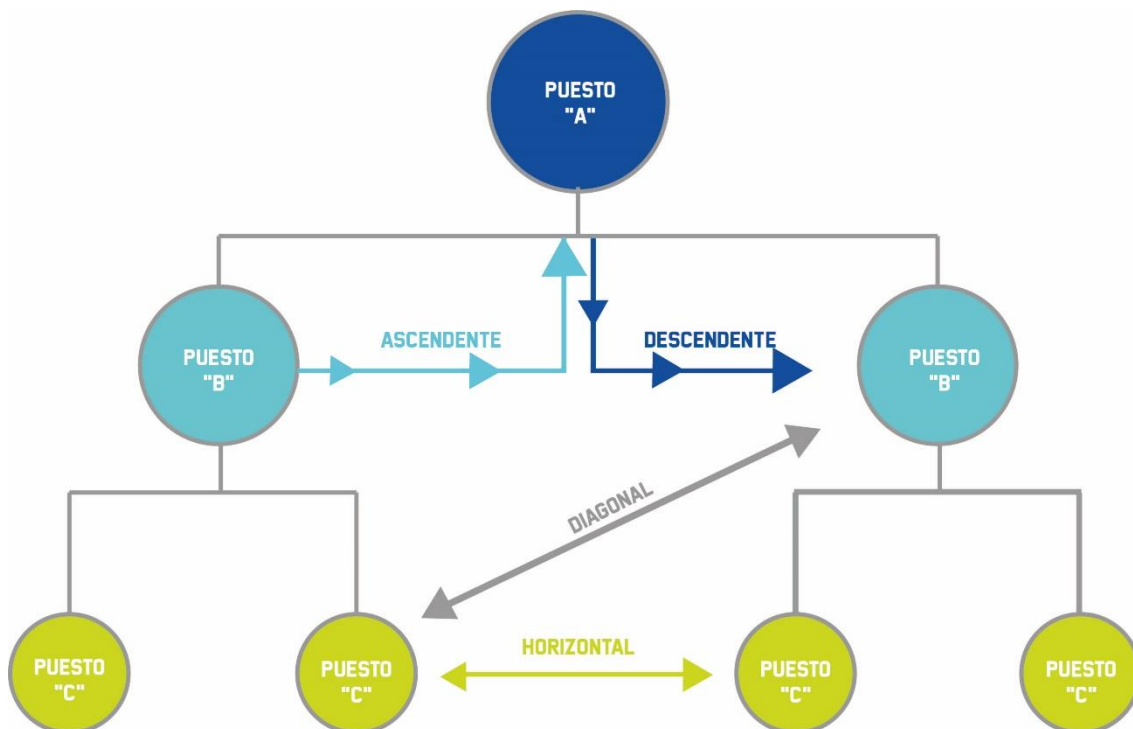 PUESTO
"A"
ASCENDENTE
DESCENDENTE
PUESTO
"B"
PUESTO
"B"
DIAGONAL
HORIZONTAL
PUESTO
"C"
PUESTO
"C"
PUESTO
"C"
PUESTO
"C"